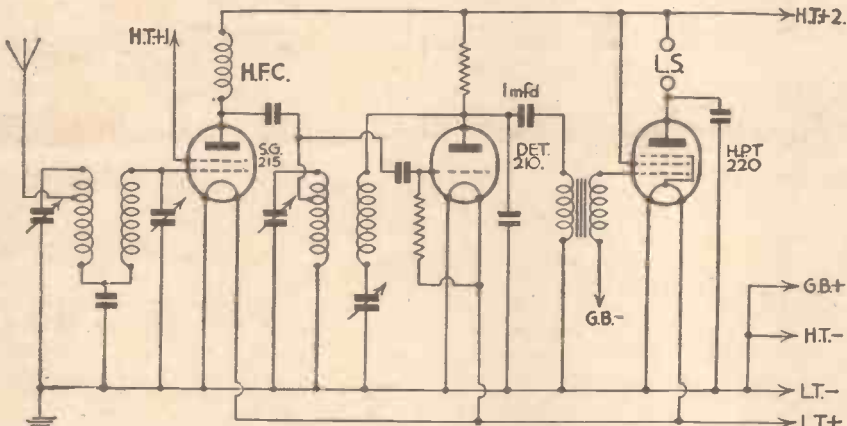 H.T.+1
H.F.C.
H.T.+2.
L.S.
1mfd
S.G.
215
DET.
210.
H.P.T
220
G.B.-
G.B.+
H.T.-
L.T.-
L.T.+